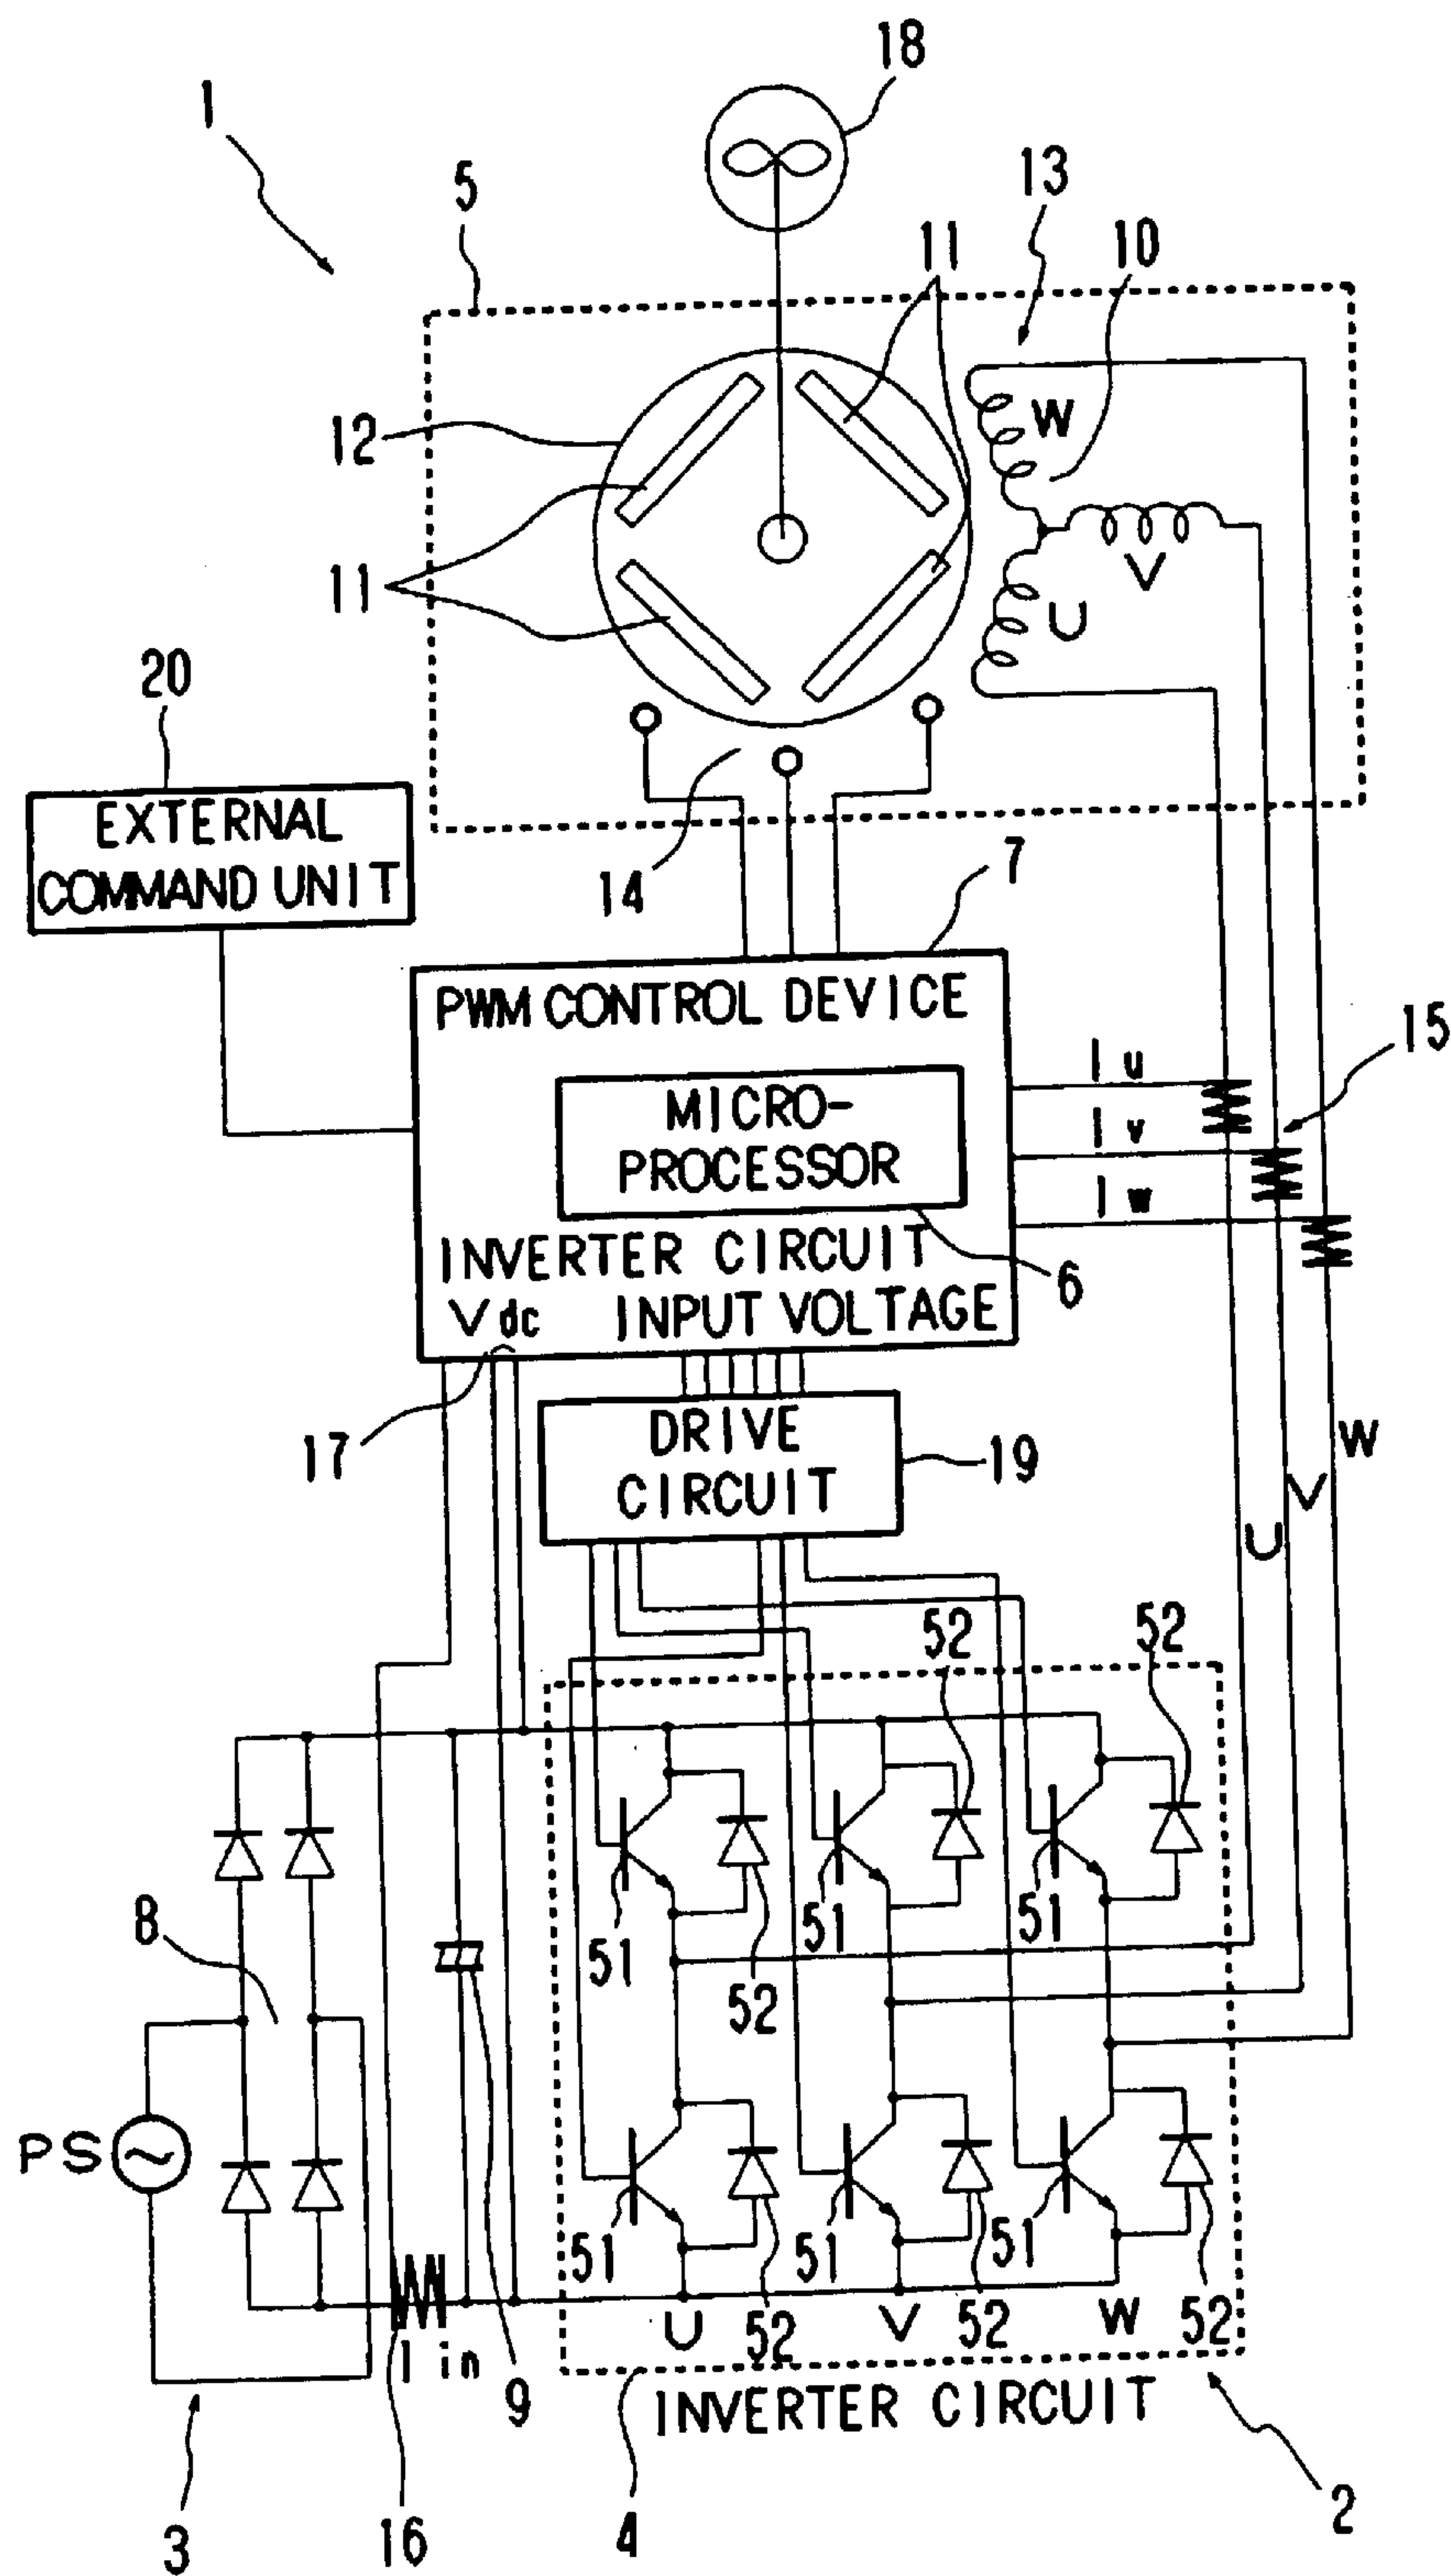 18
1
5
13
11
10
W
12
V
11
U
20
EXTERNAL
COMMAND UNIT
14
7
PWM CONTROL DEVICE
Iu
15
MICRO-
PROCESSOR
Iv
Iw
INVERTER CIRCUIT
6
Vdc INPUT VOLTAGE
17
DRIVE
CIRCUIT
19
W
V
U
52
52
8
51
51
51
52
PS
51
51
51
52
52
52
U
V
W
I in
9
INVERTER CIRCUIT
3
16
4
2